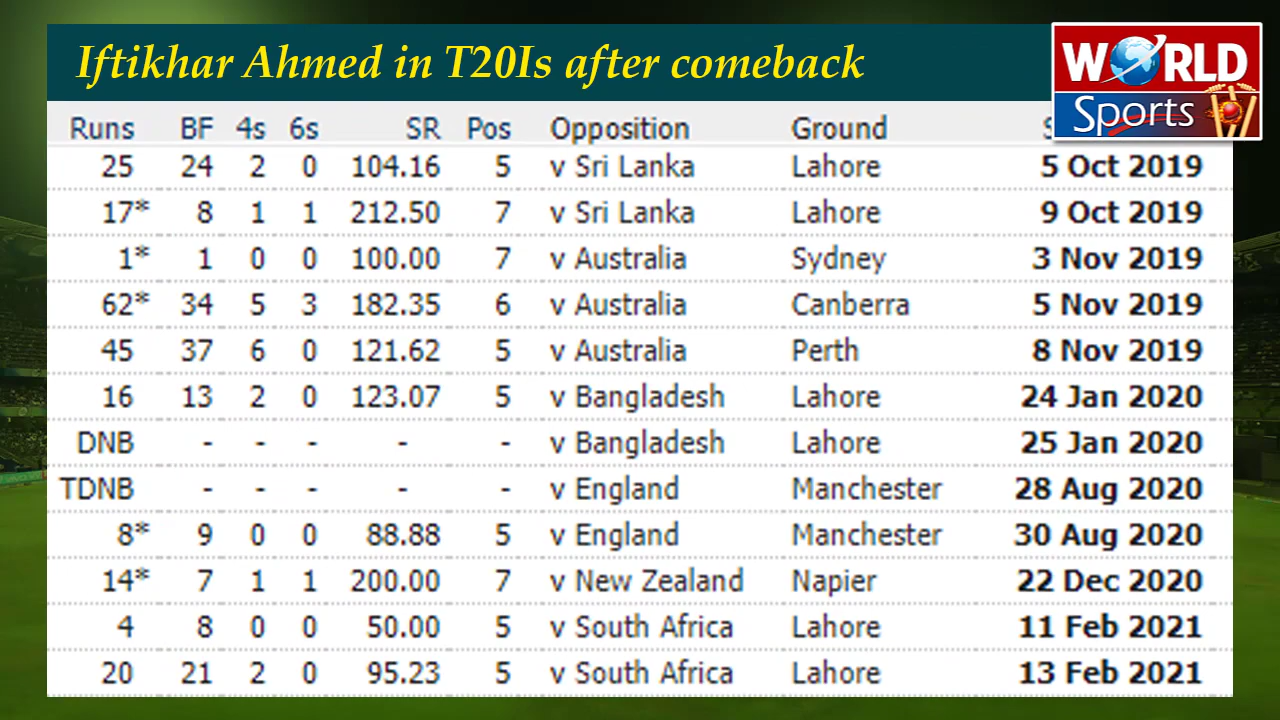 Iftikhar Ahmed in T20Is after comeback
WORLD
Sports
Runs BF 4s 6s SR Pos Opposition Ground
25 24 2 0 104.16 5 v Sri Lanka Lahore 5 Oct 2019
17* 8 1 1 212.50 7 v Sri Lanka Lahore 9 Oct 2019
1* 1 0 0 100.00 7 v Australia Sydney 3 Nov 2019
62* 34 5 3 182.35 6 v Australia Canberra 5 Nov 2019
45 37 6 0 121.62 5 v Australia Perth 8 Nov 2019
16 13 2 0 123.07 5 v Bangladesh Lahore 24 Jan 2020
DNB - - - - - v Bangladesh Lahore 25 Jan 2020
TDNB - - - - - v England Manchester 28 Aug 2020
8* 9 0 0 88.88 5 v England Manchester 30 Aug 2020
14* 7 1 1 200.00 7 v New Zealand Napier 22 Dec 2020
4 8 0 0 50.00 5 v South Africa Lahore 11 Feb 2021
20 21 2 0 95.23 5 v South Africa Lahore 13 Feb 2021